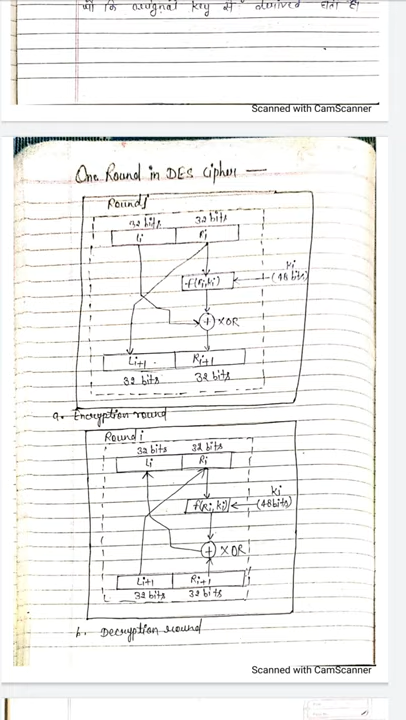 जो कि original key से derived होता है
Scanned with CamScanner
One Round in DES Cipher —
Round i
32 bits 32 bits
Li Ri
f(Ri, Ki) Ki
(48 bits)
+ XOR
Li+1 Ri+1
32 bits 32 bits
a. Encryption round
Round i
32 bits 32 bits
Li Ri
f(Ri, Ki) Ki
(48 bits)
+ XOR
Li+1 Ri+1
32 bits 32 bits
b. Decryption round
Scanned with CamScanner